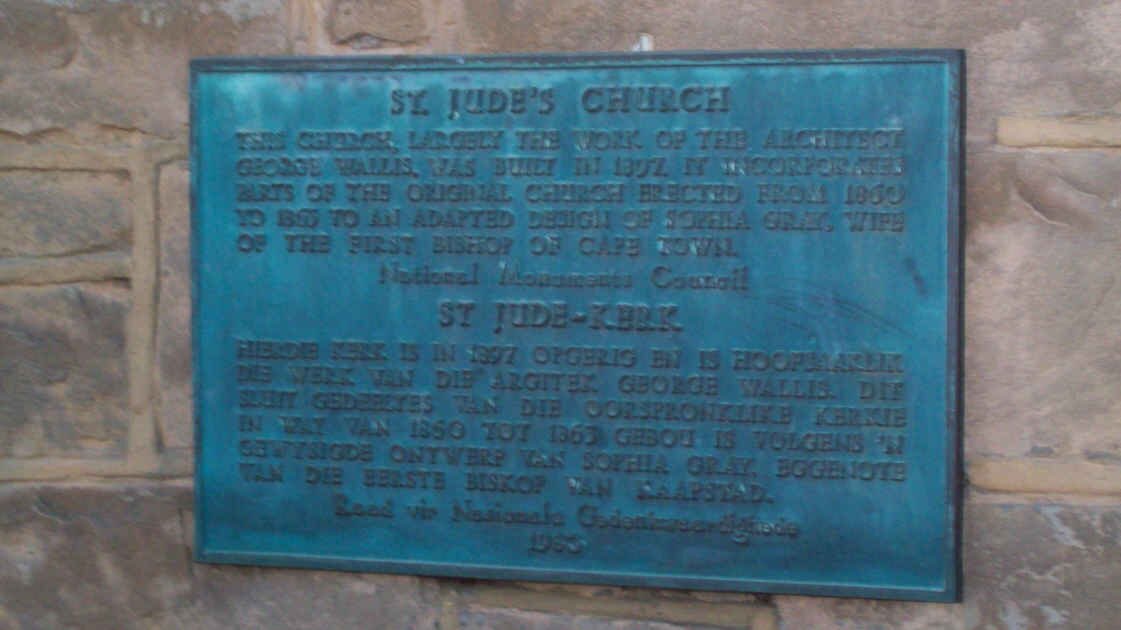 ST. JUDE'S CHURCH
THIS CHURCH, LARGELY THE WORK OF THE ARCHITECT
GEORGE WALLIS, WAS BUILT IN 1897. IT INCORPORATES
PARTS OF THE ORIGINAL CHURCH ERECTED FROM 1860
TO 1863 TO AN ADAPTED DESIGN OF SOPHIA GRAY, WIFE
OF THE FIRST BISHOP OF CAPE TOWN.
National Monuments Council
ST JUDE-KERK
HIERDIE KERK IS IN 1897 OPGERIG EN IS HOOFSAAKLIK
DIE WERK VAN DIE ARGITEK GEORGE WALLIS. DIT
SLUIT GEDEELTES VAN DIE OORSPRONKLIKE KERKIE
IN WAT VAN 1860 TOT 1863 GEBOU IS VOLGENS 'N
GEWYSIGDE ONTWERP VAN SOPHIA GRAY, EGGENOTE
VAN DIE EERSTE BISKOP VAN KAAPSTAD.
Raad vir Nasionale Gedenkwaardighede